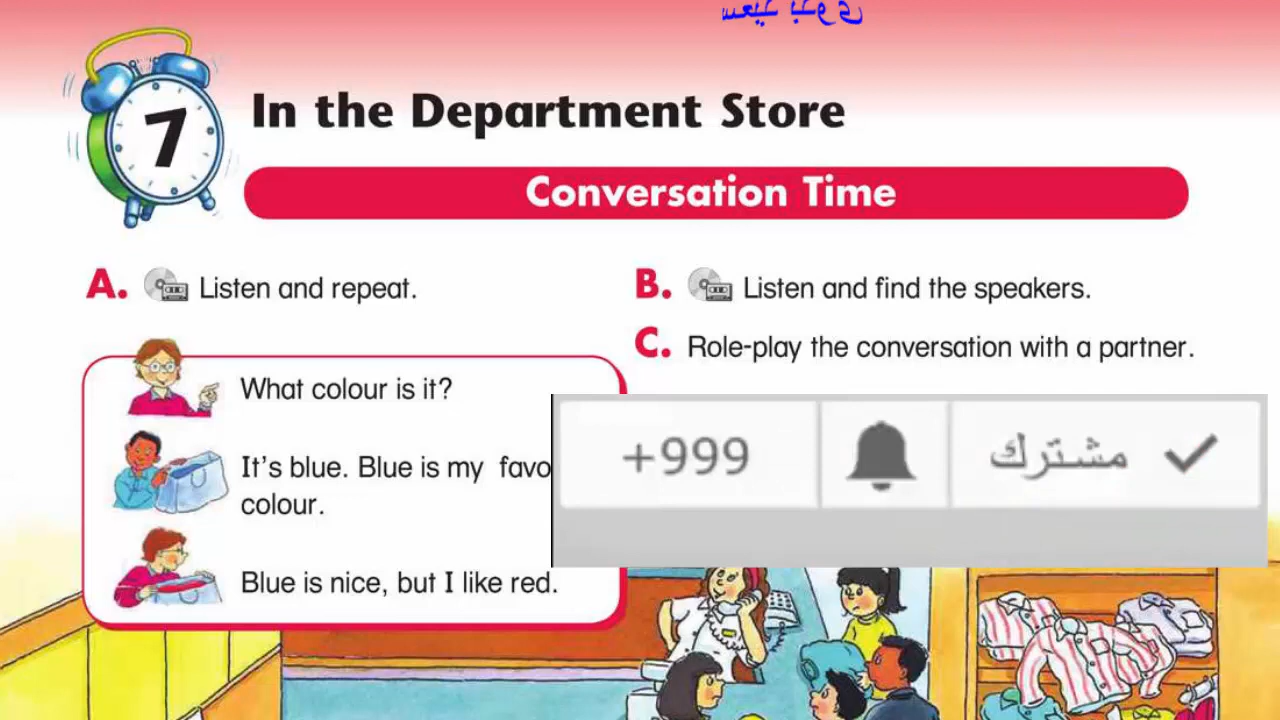 سعيد بدوى
7
In the Department Store
Conversation Time
A. Listen and repeat.
What colour is it?
It's blue. Blue is my favo
colour.
Blue is nice, but I like red.
B. Listen and find the speakers.
C. Role-play the conversation with a partner.
+999
مشترك